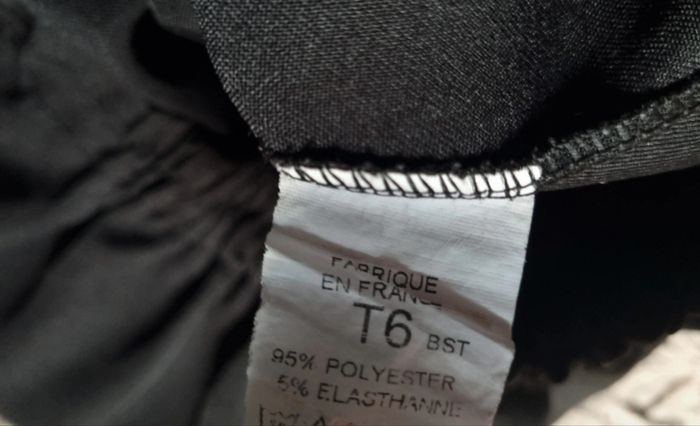 FABRIQUE
EN FRANCE
T6 BST
95% POLYESTER
5% ELASTHANNE